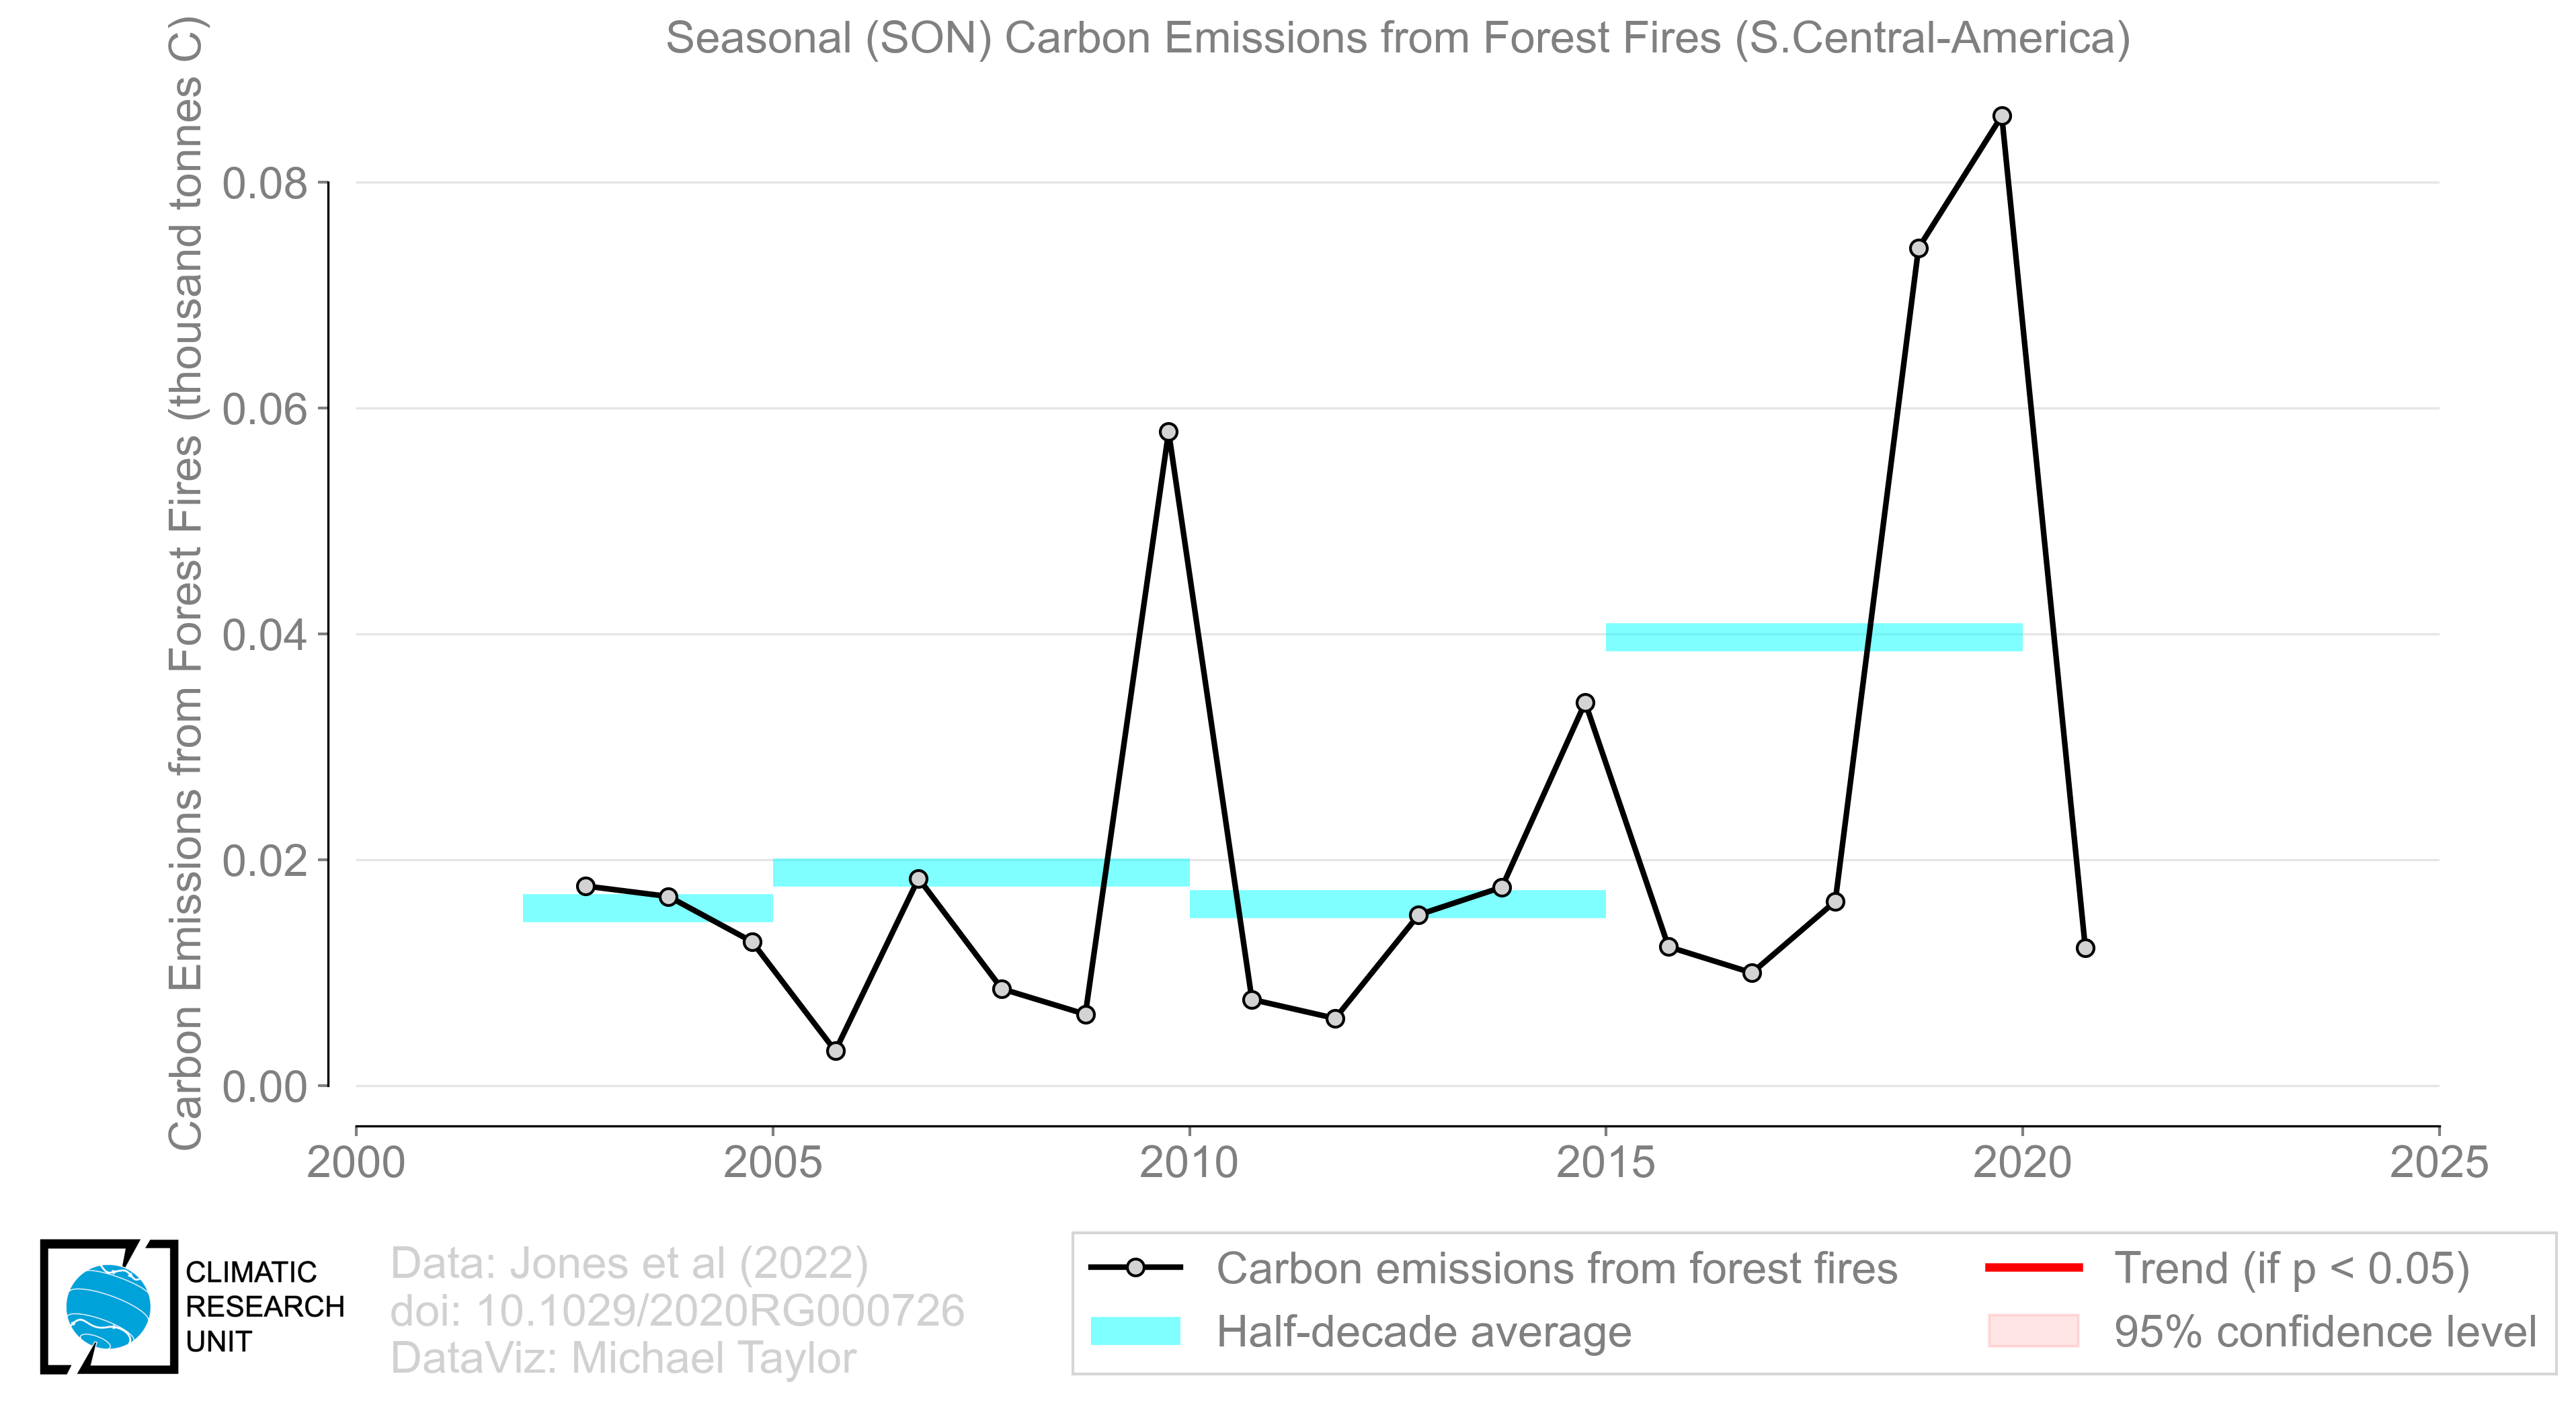 Seasonal (SON) Carbon Emissions from Forest Fires (S.Central-America)
Carbon Emissions from Forest Fires (thousand tonnes C)
0.08
0.06
0.04
0.02
0.00
2000 2005 2010 2015 2020 2025
CLIMATIC
RESEARCH
UNIT
Data: Jones et al (2022)
doi: 10.1029/2020RG000726
DataViz: Michael Taylor
Carbon emissions from forest fires
Half-decade average
Trend (if p < 0.05)
95% confidence level